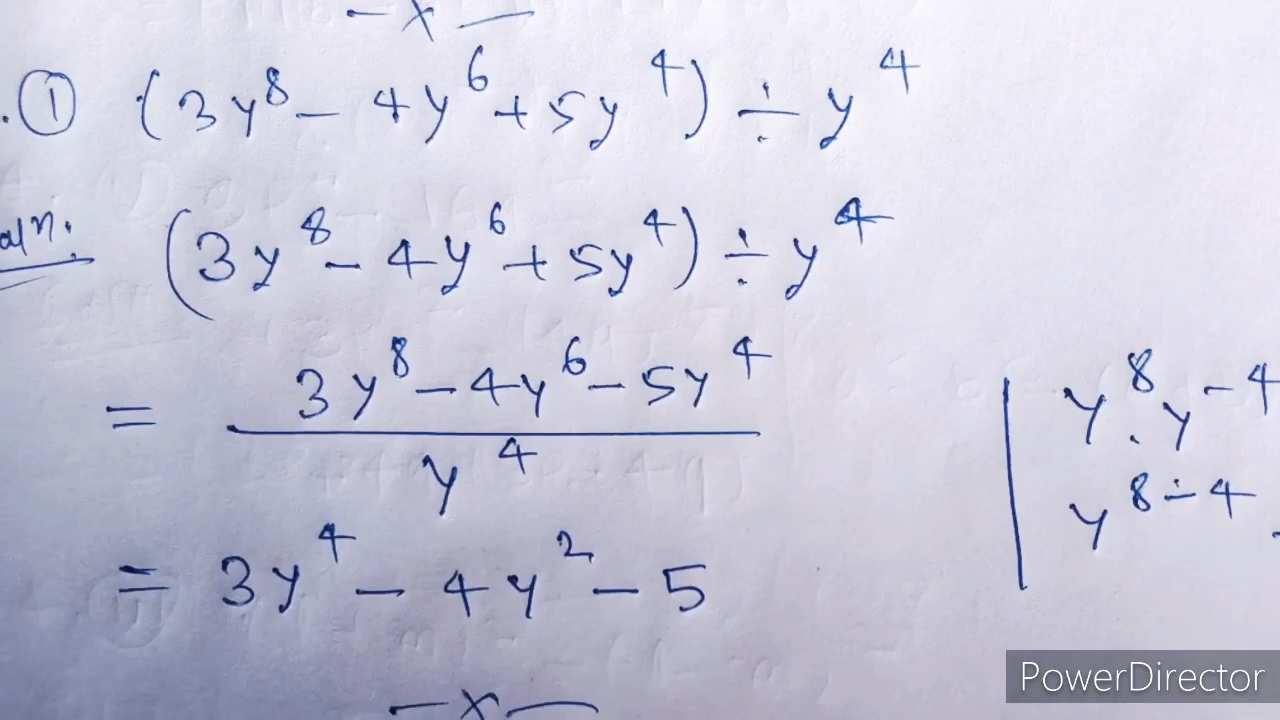 — x —
.① (3y⁸ – 4y⁶ + 5y⁴) ÷ y⁴
(3y⁸ – 4y⁶ + 5y⁴) ÷ y⁴
= 3y⁸ – 4y⁶ – 5y⁴
y⁴
y⁸ . y⁻⁴
y⁸⁻⁴
= 3y⁴ – 4y² – 5
— x —
PowerDirector